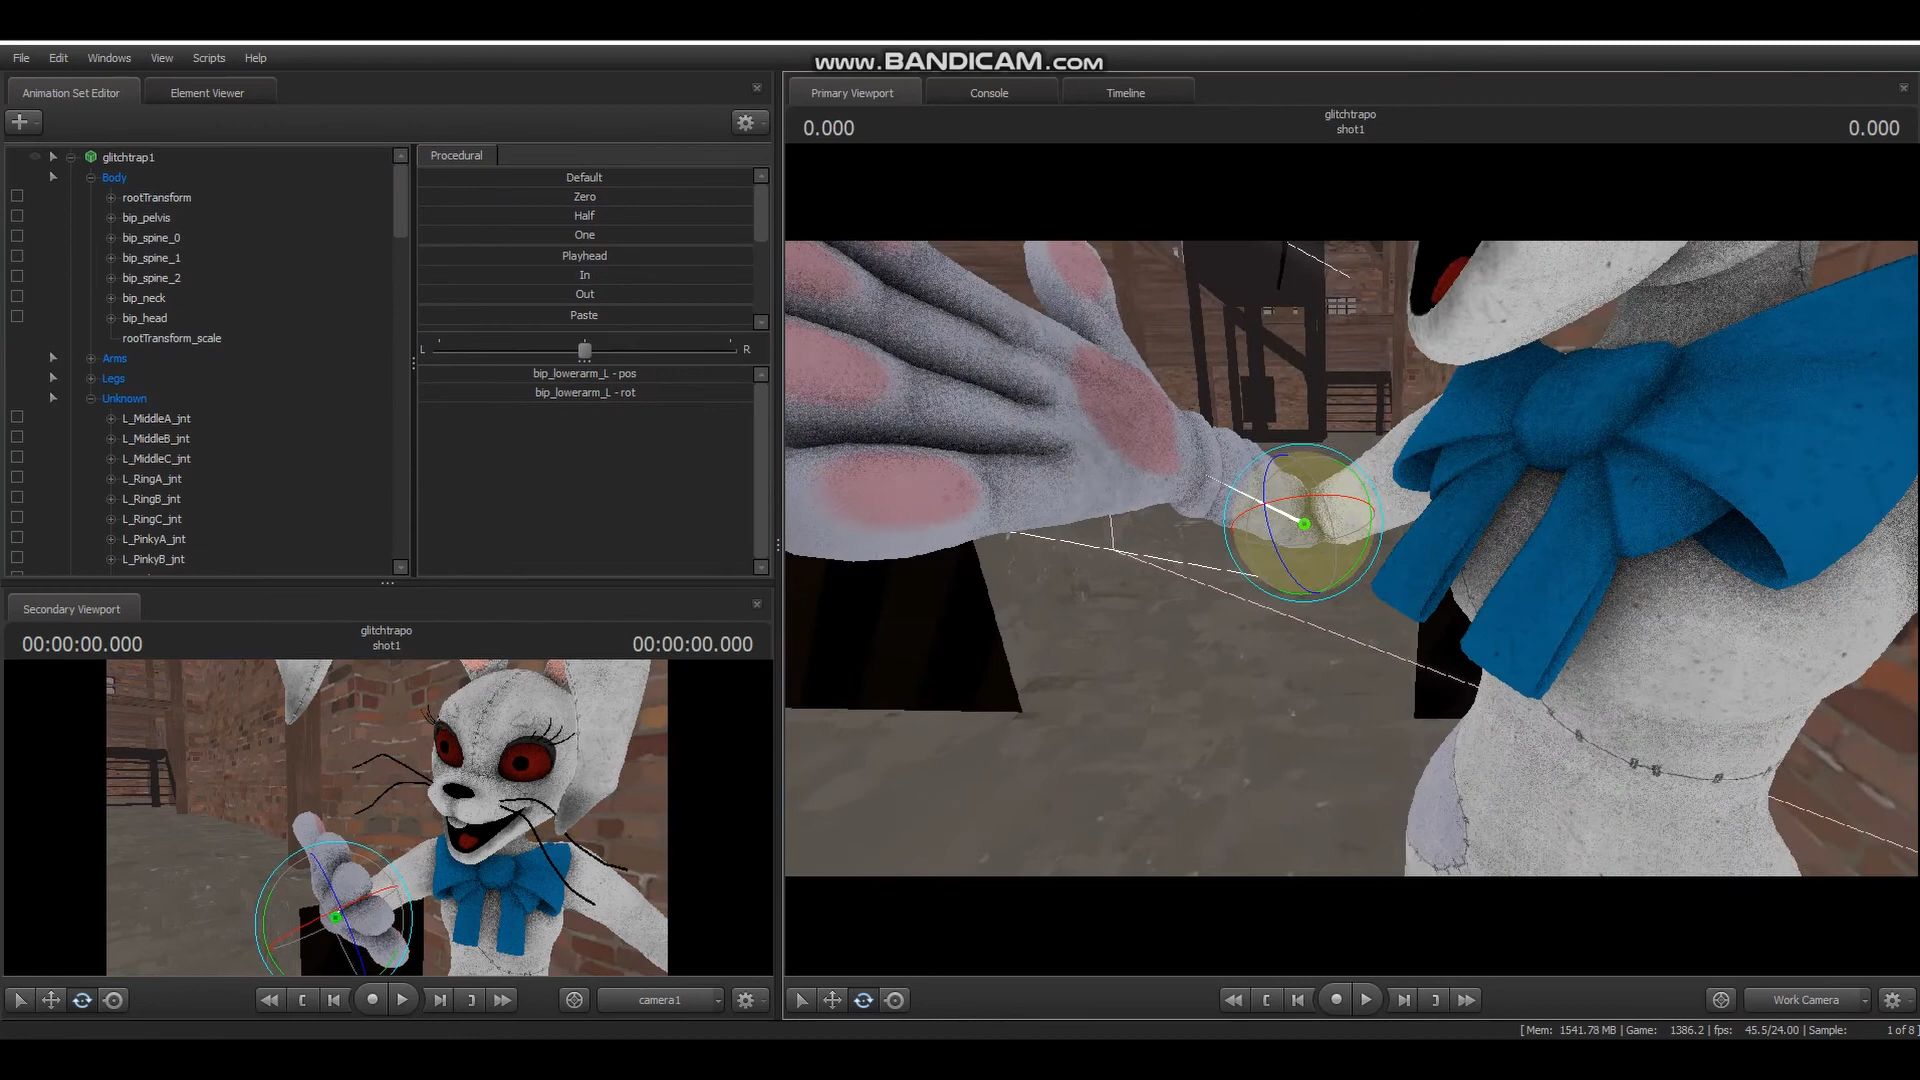 www.BANDICAM.com
File Edit Windows View Scripts Help
Animation Set Editor Element Viewer
Primary Viewport Console Timeline
0.000 glitchtrapo 0.000
shot1
glitchtrap1
Body
rootTransform
bip_pelvis
bip_spine_0
bip_spine_1
bip_spine_2
bip_neck
bip_head
rootTransform_scale
Arms
Legs
Unknown
L_MiddleA_jnt
L_MiddleB_jnt
L_MiddleC_jnt
L_RingA_jnt
L_RingB_jnt
L_RingC_jnt
L_PinkyA_jnt
L_PinkyB_jnt
Procedural
Default
Zero
Half
One
Playhead
In
Out
Paste
L R
bip_lowerarm_L - pos
bip_lowerarm_L - rot
Secondary Viewport
00:00:00.000 glitchtrapo 00:00:00.000
shot1
camera1
Work Camera
[ Mem: 1541.78 MB | Game: 1386.2 | fps: 45.5/24.00 | Sample: 1 of 8